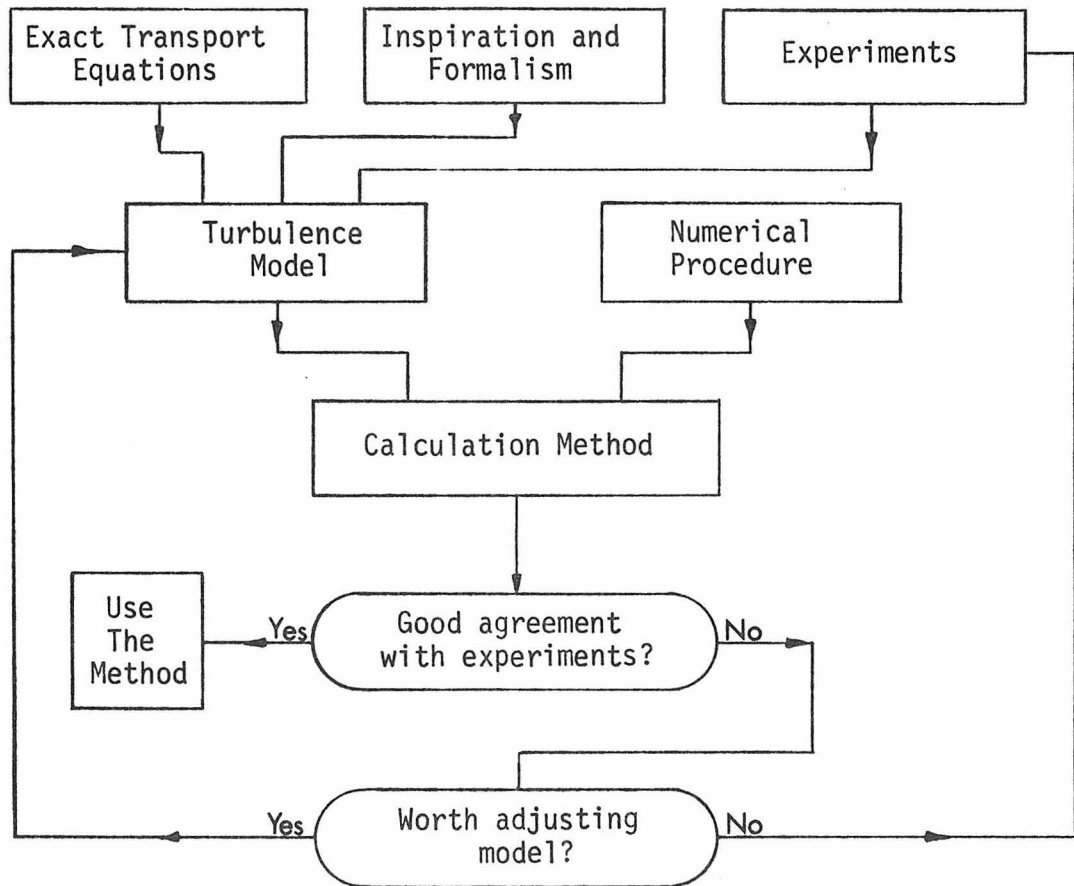 Exact Transport
Equations
Inspiration and
Formalism
Experiments
Turbulence
Model
Numerical
Procedure
Calculation Method
Use
The
Method
Yes
Good agreement
with experiments?
No
Yes
Worth adjusting
model?
No